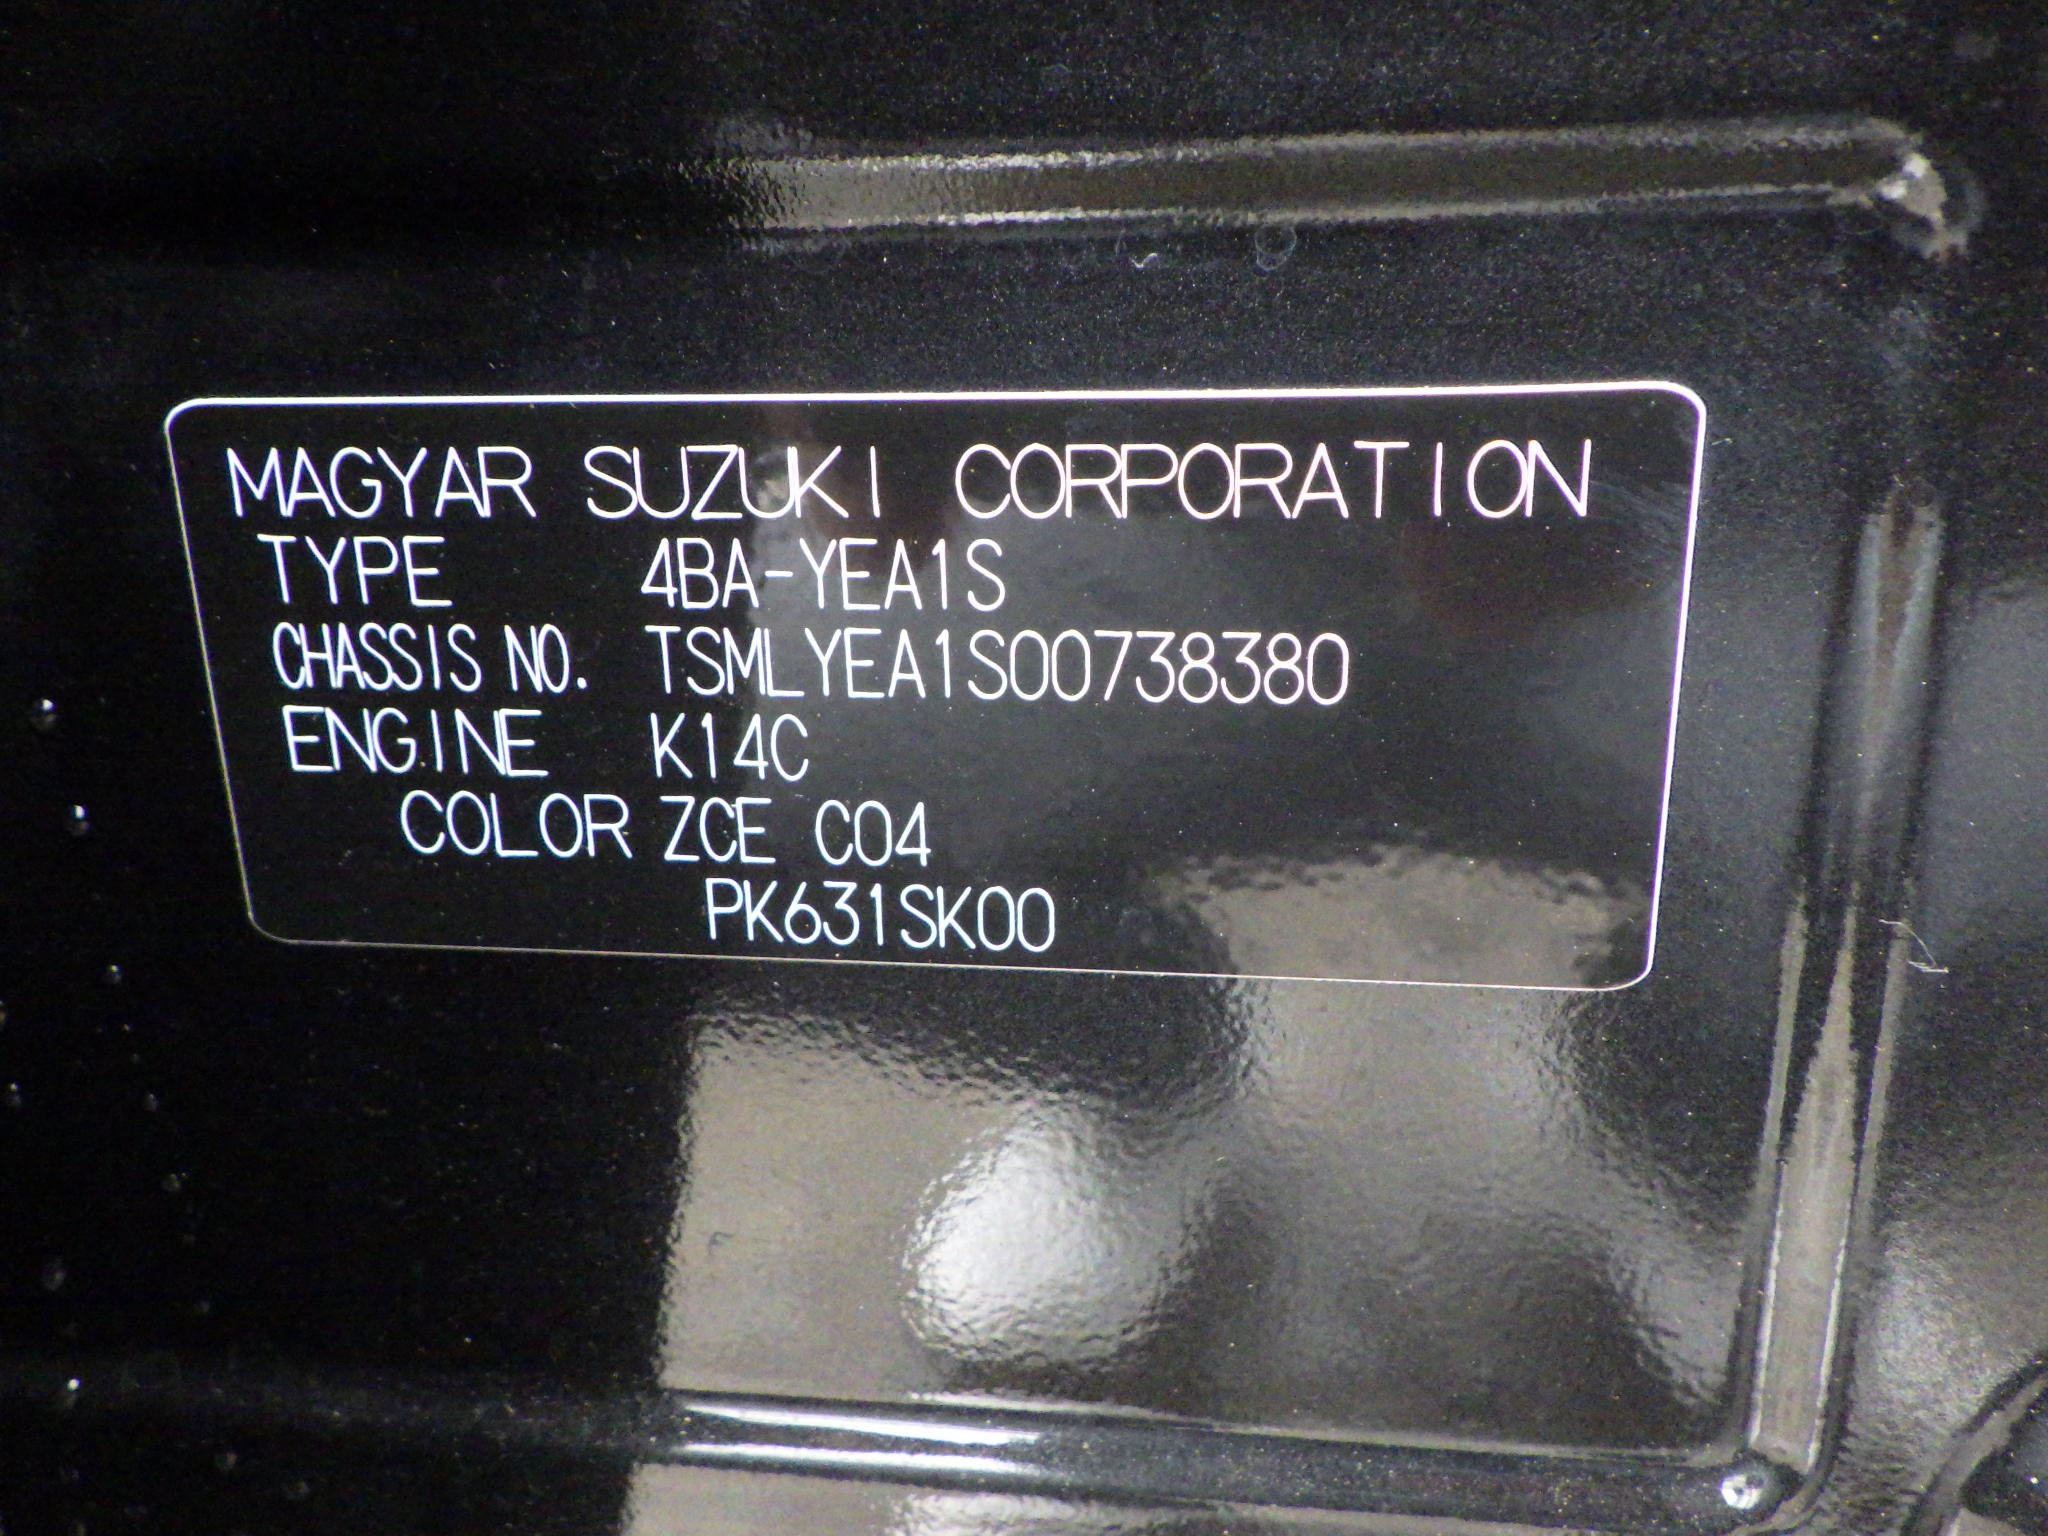 MAGYAR SUZUKI CORPORATION
TYPE 4BA-YEA1S
CHASSIS NO. TSMLYEA1S00738380
ENGINE K14C
COLOR ZCE C04
PK631SK00